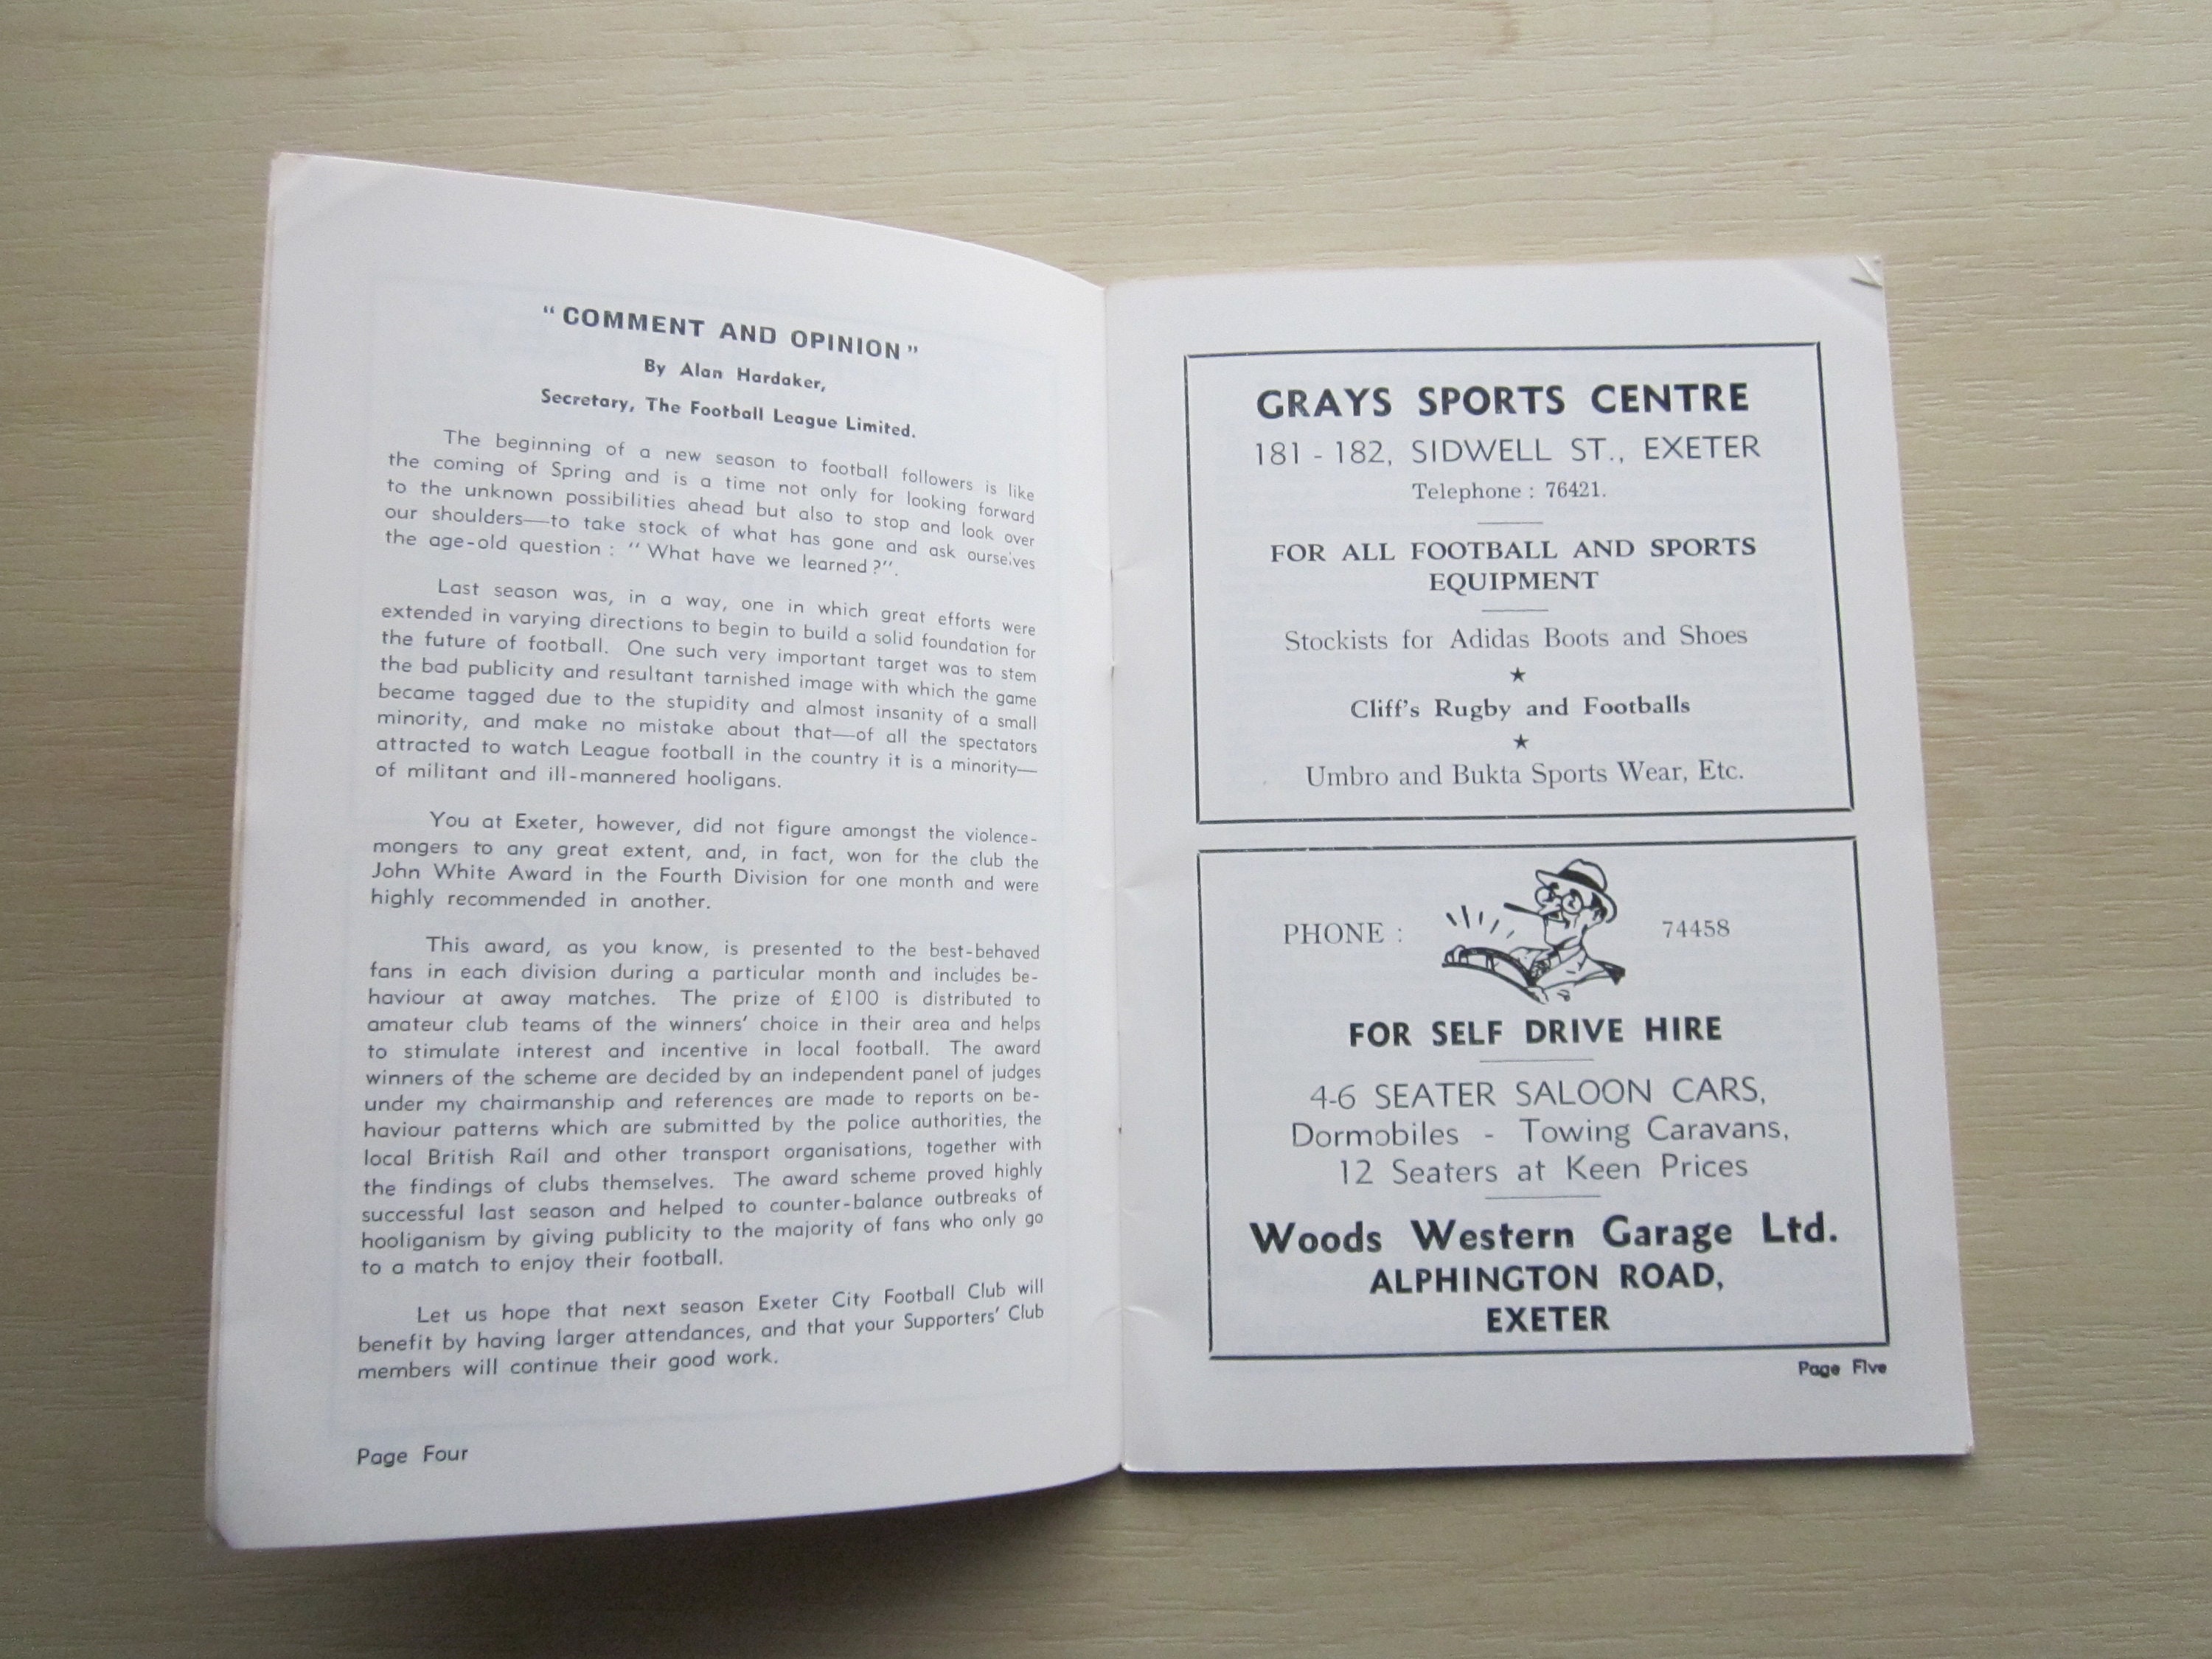 " COMMENT AND OPINION "
By Alan Hardaker,
Secretary, The Football League Limited.
The beginning of a new season to football followers is like
the coming of Spring and is a time not only for looking forward
to the unknown possibilities ahead but also to stop and look over
our shoulders—to take stock of what has gone and ask ourselves
the age-old question : " What have we learned ?".
Last season was, in a way, one in which great efforts were
extended in varying directions to begin to build a solid foundation for
the future of football. One such very important target was to stem
the bad publicity and resultant tarnished image with which the game
became tagged due to the stupidity and almost insanity of a small
minority, and make no mistake about that—of all the spectators
attracted to watch League football in the country it is a minority—
of militant and ill-mannered hooligans.
You at Exeter, however, did not figure amongst the violence-
mongers to any great extent, and, in fact, won for the club the
John White Award in the Fourth Division for one month and were
highly recommended in another.
This award, as you know, is presented to the best-behaved
fans in each division during a particular month and includes be-
haviour at away matches. The prize of £100 is distributed to
amateur club teams of the winners' choice in their area and helps
to stimulate interest and incentive in local football. The award
winners of the scheme are decided by an independent panel of judges
under my chairmanship and references are made to reports on be-
haviour patterns which are submitted by the police authorities, the
local British Rail and other transport organisations, together with
the findings of clubs themselves. The award scheme proved highly
successful last season and helped to counter-balance outbreaks of
hooliganism by giving publicity to the majority of fans who only go
to a match to enjoy their football.
Let us hope that next season Exeter City Football Club will
benefit by having larger attendances, and that your Supporters' Club
members will continue their good work.
Page Four
GRAYS SPORTS CENTRE
181 - 182, SIDWELL ST., EXETER
Telephone : 76421.
FOR ALL FOOTBALL AND SPORTS
EQUIPMENT
Stockists for Adidas Boots and Shoes
★
Cliff's Rugby and Footballs
★
Umbro and Bukta Sports Wear, Etc.
PHONE : 74458
FOR SELF DRIVE HIRE
4-6 SEATER SALOON CARS,
Dormobiles - Towing Caravans,
12 Seaters at Keen Prices
Woods Western Garage Ltd.
ALPHINGTON ROAD,
EXETER
Page Five